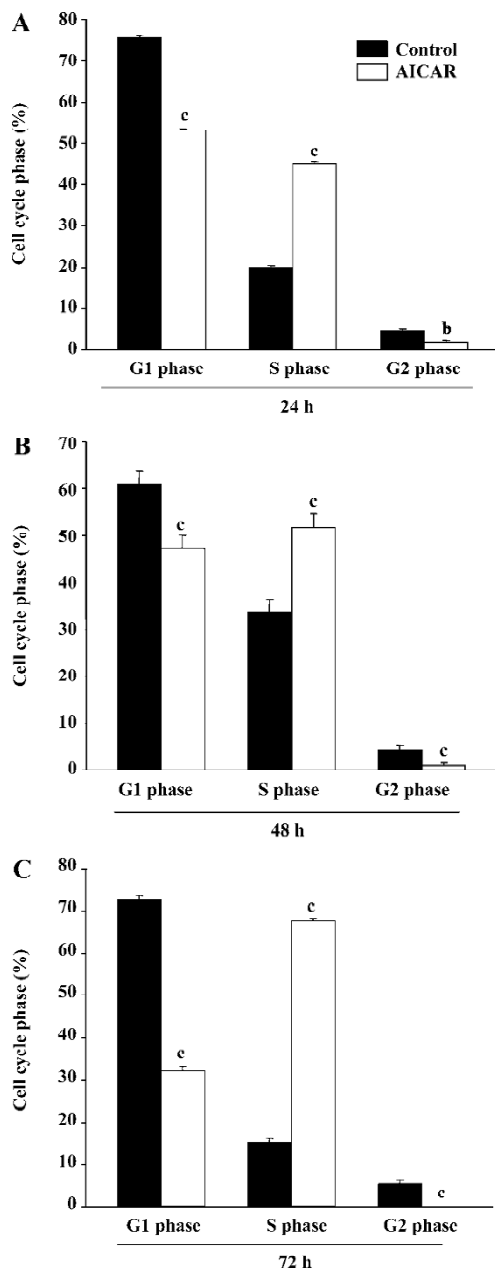 A
80
70
60
50
40
30
20
10
0
Cell cycle phase (%)
Control
AICAR
c
c
b
G1 phase S phase G2 phase
24 h
B
70
60
50
40
30
20
10
0
Cell cycle phase (%)
c
c
c
G1 phase S phase G2 phase
48 h
C
80
70
60
50
40
30
20
10
0
Cell cycle phase (%)
c
c
c
G1 phase S phase G2 phase
72 h